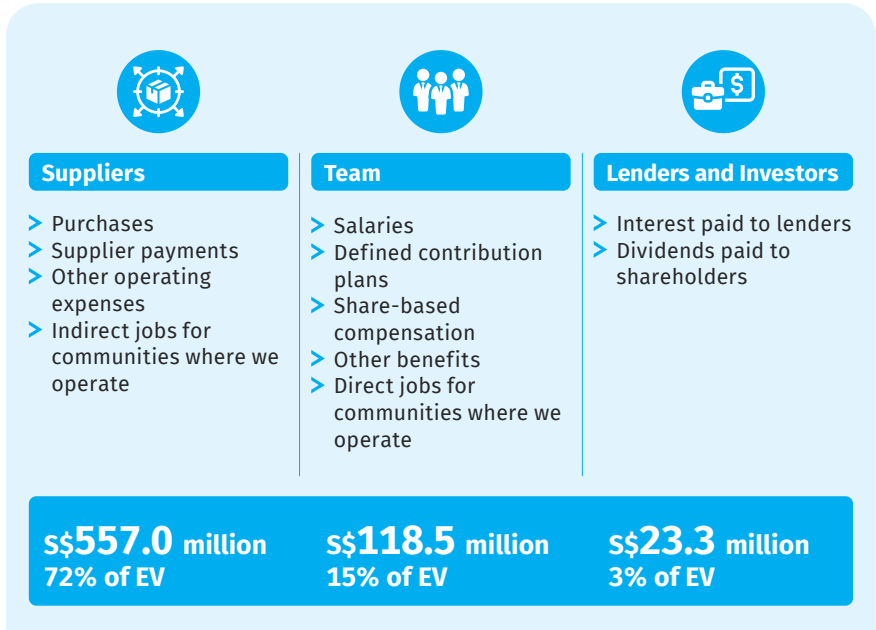 $
Suppliers
> Purchases
> Supplier payments
> Other operating
expenses
> Indirect jobs for
communities where we
operate
Team
> Salaries
> Defined contribution
plans
> Share-based
compensation
> Other benefits
> Direct jobs for
communities where we
operate
Lenders and Investors
> Interest paid to lenders
> Dividends paid to
shareholders
S$557.0 million
72% of EV
S$118.5 million
15% of EV
S$23.3 million
3% of EV